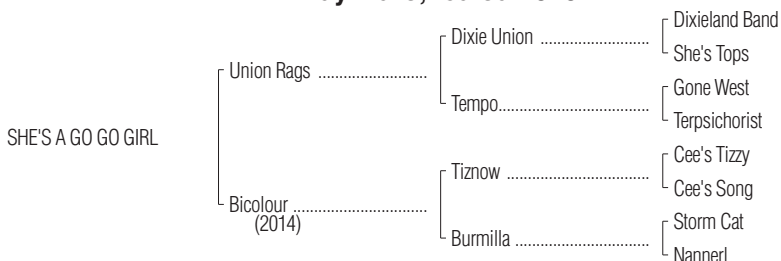 Dixieland Band
Dixie Union ..........................
She's Tops
Union Rags ..........................
Gone West
Tempo....................................
Terpsichorist
SHE'S A GO GO GIRL
Cee's Tizzy
Tiznow ..................................
Cee's Song
Bicolour ................................
Storm Cat
(2014)
Burmilla ................................
Nannerl